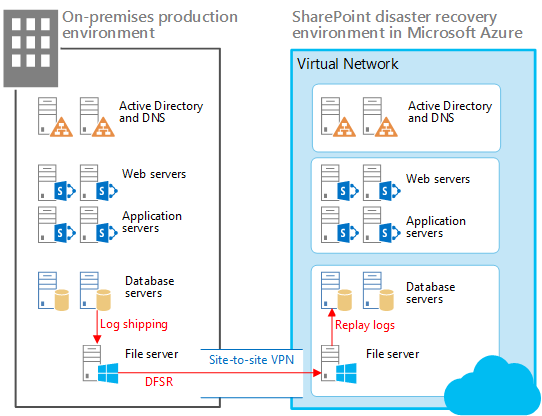 On-premises production
environment
Active Directory
and DNS
Web servers
Application
servers
Database
servers
Log shipping
File server
DFSR
Site-to-site VPN
SharePoint disaster recovery
environment in Microsoft Azure
Virtual Network
Active Directory
and DNS
Web servers
Application
servers
Database
servers
Replay logs
File server